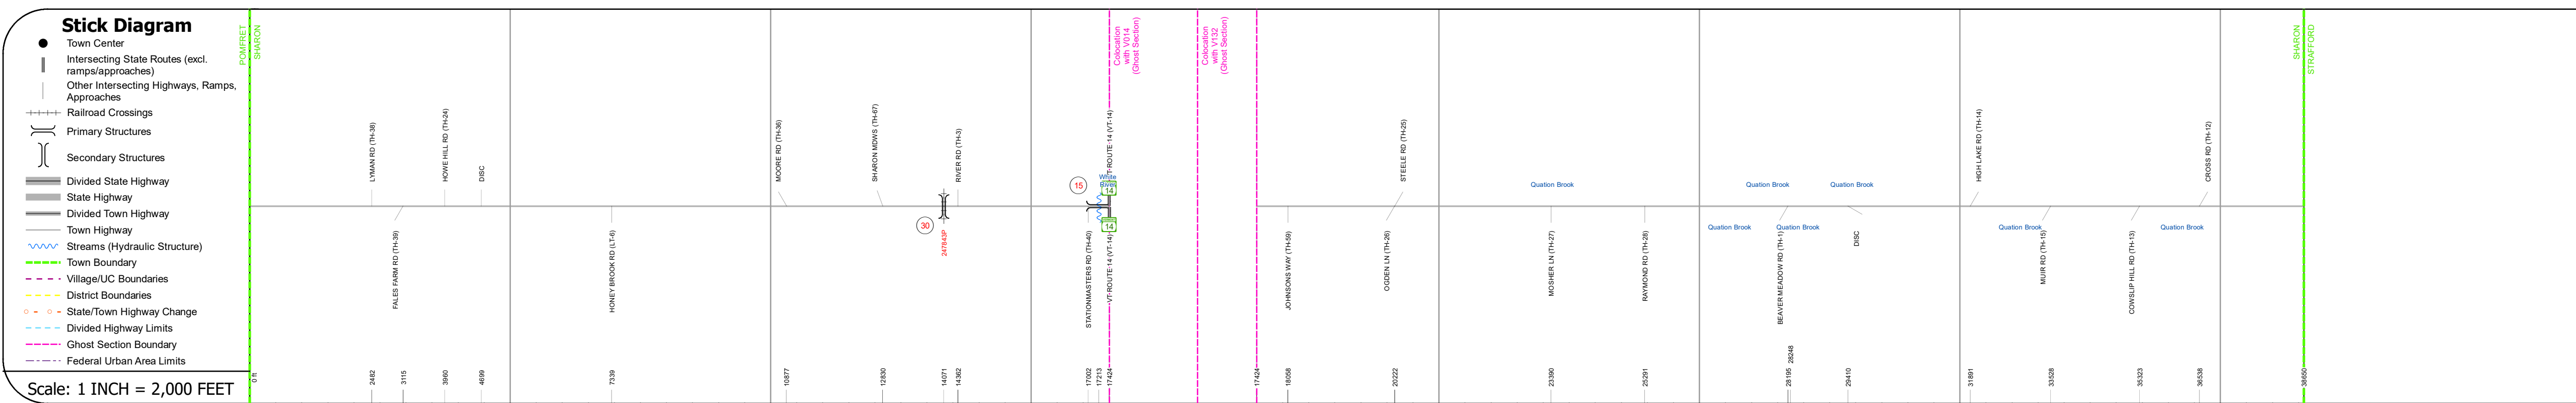 Stick Diagram
Town Center
Intersecting State Routes (excl.
ramps/approaches)
Other Intersecting Highways, Ramps,
Approaches
Railroad Crossings
Primary Structures
Secondary Structures
Divided State Highway
State Highway
Divided Town Highway
Town Highway
Streams (Hydraulic Structure)
Town Boundary
Village/UC Boundaries
District Boundaries
State/Town Highway Change
Divided Highway Limits
Ghost Section Boundary
Federal Urban Area Limits
Scale: 1 INCH = 2,000 FEET
POMFRET
SHARON
LYMAN RD (TH-38)
HOWE HILL RD (TH-24)
DISC
MOORE RD (TH-36)
SHARON MDWS (TH-67)
RIVER RD (TH-3)
VT-ROUTE-14 (VT-14)
Colocation
with V014
(Ghost Section)
Colocation
with V132
(Ghost Section)
STEELE RD (TH-25)
HIGH LAKE RD (TH-14)
CROSS RD (TH-12)
SHARON
STRAFFORD
15
White
River
14
Quation Brook
Quation Brook
Quation Brook
30
14
Quation Brook
Quation Brook
Quation Brook
Quation Brook
FALES FARM RD (TH-39)
HONEY BROOK RD (LT-6)
247843P
STATIONMASTERS RD (TH-40)
VT-ROUTE-14 (VT-14)
JOHNSONS WAY (TH-59)
OGDEN LN (TH-26)
MOSHER LN (TH-27)
RAYMOND RD (TH-28)
BEAVER MEADOW RD (TH-1)
DISC
MUIR RD (TH-15)
COWSLIP HILL RD (TH-13)
0 ft
2482
3115
3960
4699
7339
10877
12830
14071
14362
17002
17213
17424
17424
18058
20222
23390
25291
28195
28248
29410
31891
33528
35323
36538
38650